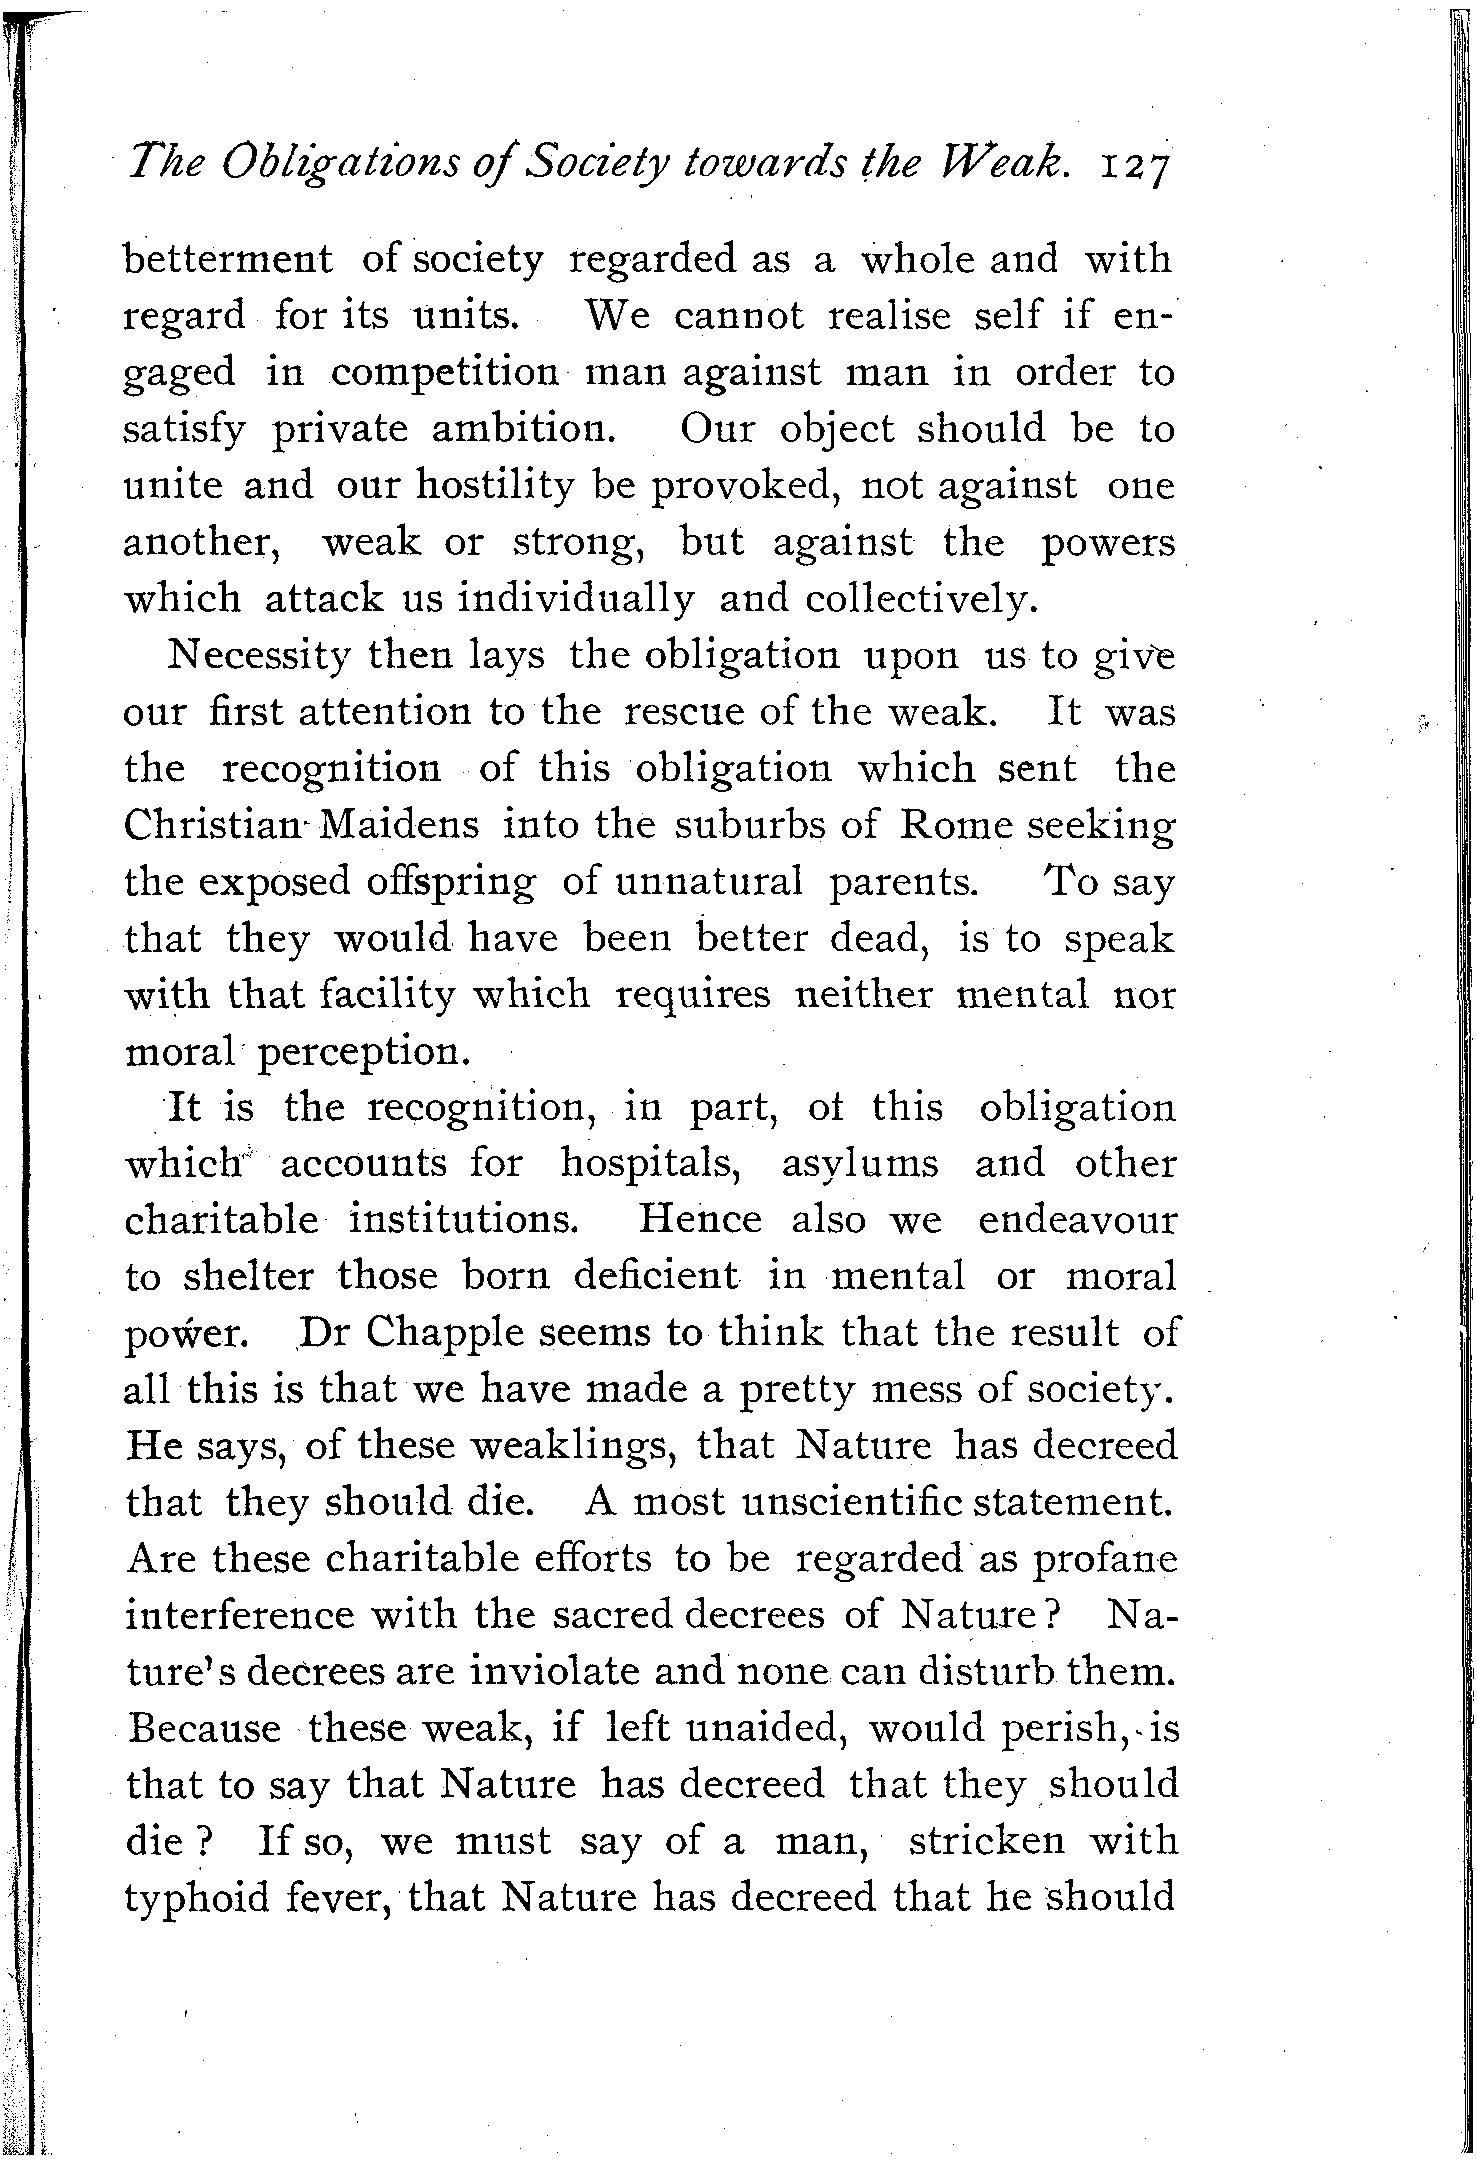 The Obligations of Society towards the Weak. 127
betterment of society regarded as a whole and with
regard for its units. We cannot realise self if en-
gaged in competition man against man in order to
satisfy private ambition. Our object should be to
unite and our hostility be provoked, not against one
another, weak or strong, but against the powers
which attack us individually and collectively.
Necessity then lays the obligation upon us to give
our first attention to the rescue of the weak. It was
the recognition of this obligation which sent the
Christian Maidens into the suburbs of Rome seeking
the exposed offspring of unnatural parents. To say
that they would have been better dead, is to speak
with that facility which requires neither mental nor
moral perception.
It is the recognition, in part, of this obligation
which accounts for hospitals, asylums and other
charitable institutions. Hence also we endeavour
to shelter those born deficient in mental or moral
power. Dr Chapple seems to think that the result of
all this is that we have made a pretty mess of society.
He says, of these weaklings, that Nature has decreed
that they should die. A most unscientific statement.
Are these charitable efforts to be regarded as profane
interference with the sacred decrees of Nature? Na-
ture's decrees are inviolate and none can disturb them.
Because these weak, if left unaided, would perish, is
that to say that Nature has decreed that they should
die? If so, we must say of a man, stricken with
typhoid fever, that Nature has decreed that he should